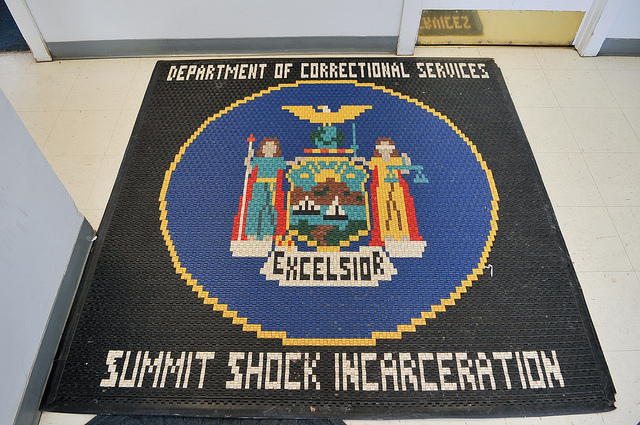 DEPARTMENT OF CORRECTIONAL SERVICES
EXCELSIOR
SUMMIT SHOCK INCARCERATION